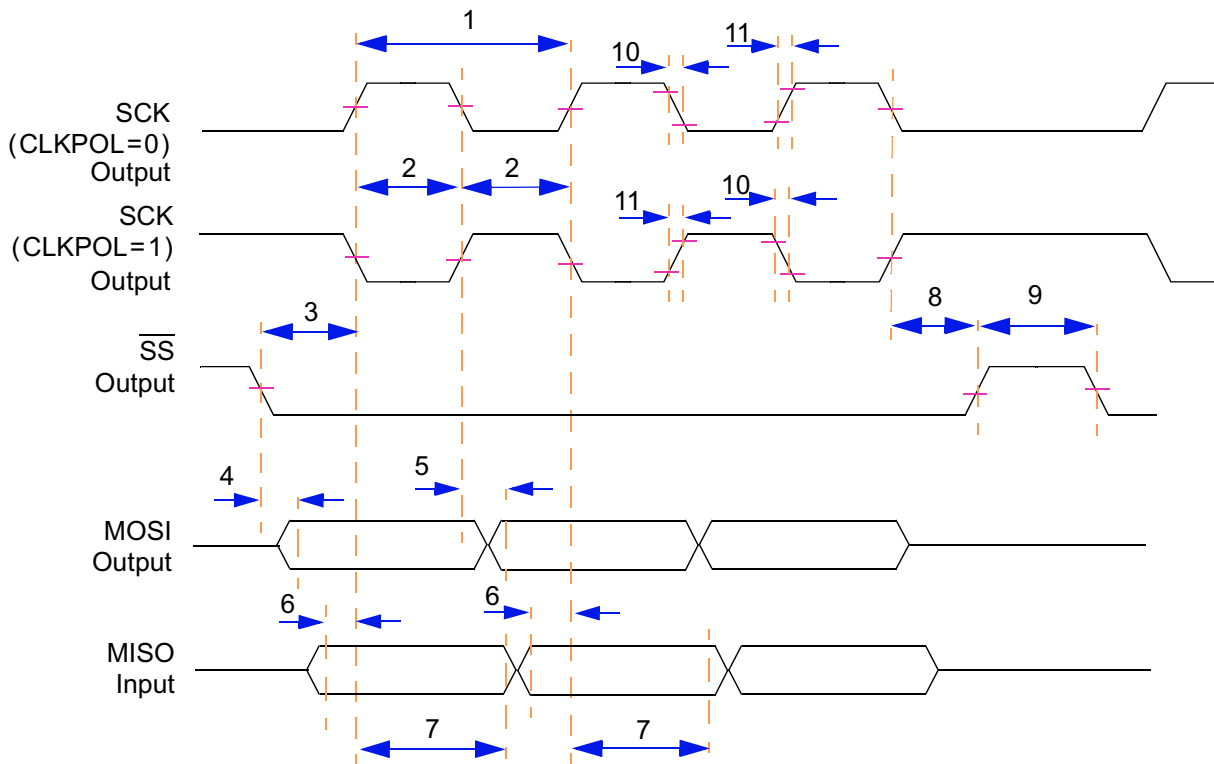 1
10
11
SCK
(CLKPOL=0)
Output
2
2
10
SCK
11
(CLKPOL=1)
Output
3
8
9
SS
Output
4
5
MOSI
Output
6
6
MISO
Input
7
7